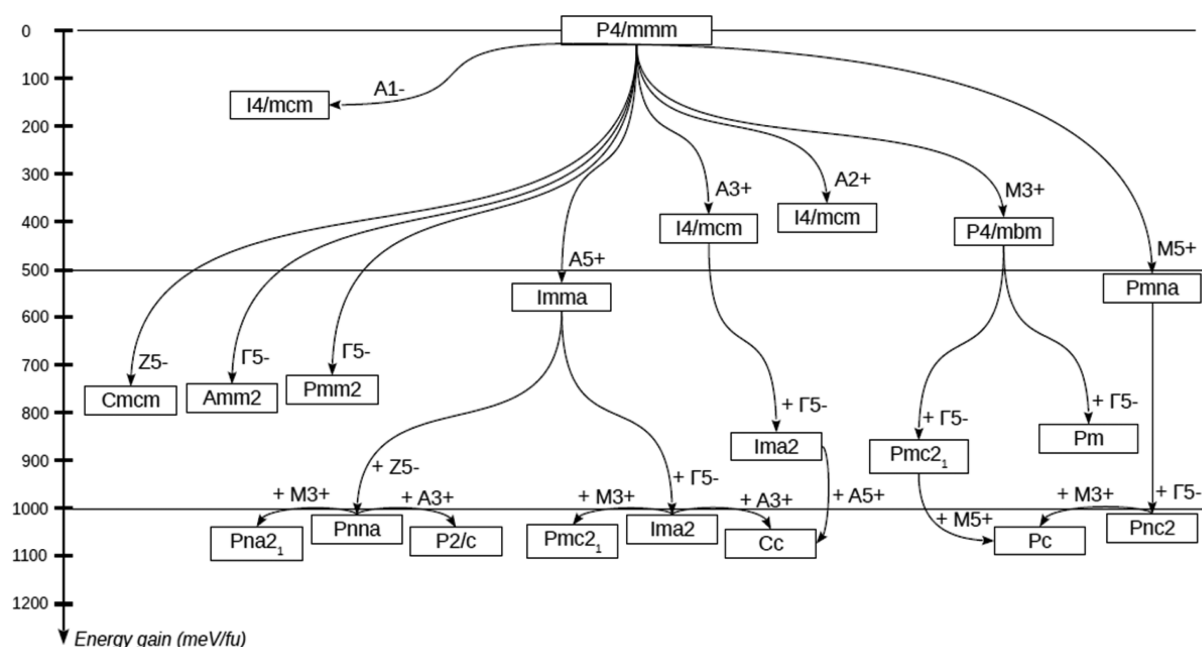 0
P4/mmm
100
A1-
I4/mcm
200
300
A3+
A2+
M3+
400
I4/mcm
I4/mcm
P4/mbm
500
A5+
M5+
Imma
Pmna
600
700
Z5-
Γ5-
Γ5-
Cmcm
Amm2
Pmm2
800
+ Γ5-
+ Γ5-
+ Γ5-
Ima2
Pmc2₁
Pm
900
+ Z5-
+ Γ5-
+ M3+
+ A3+
+ M3+
+ A3+
+ A5+
+ M3+
+ Γ5-
1000
Pna2₁
Pnna
P2/c
Pmc2₁
Ima2
Cc
+ M5+
Pc
Pnc2
1100
1200
Energy gain (meV/fu)